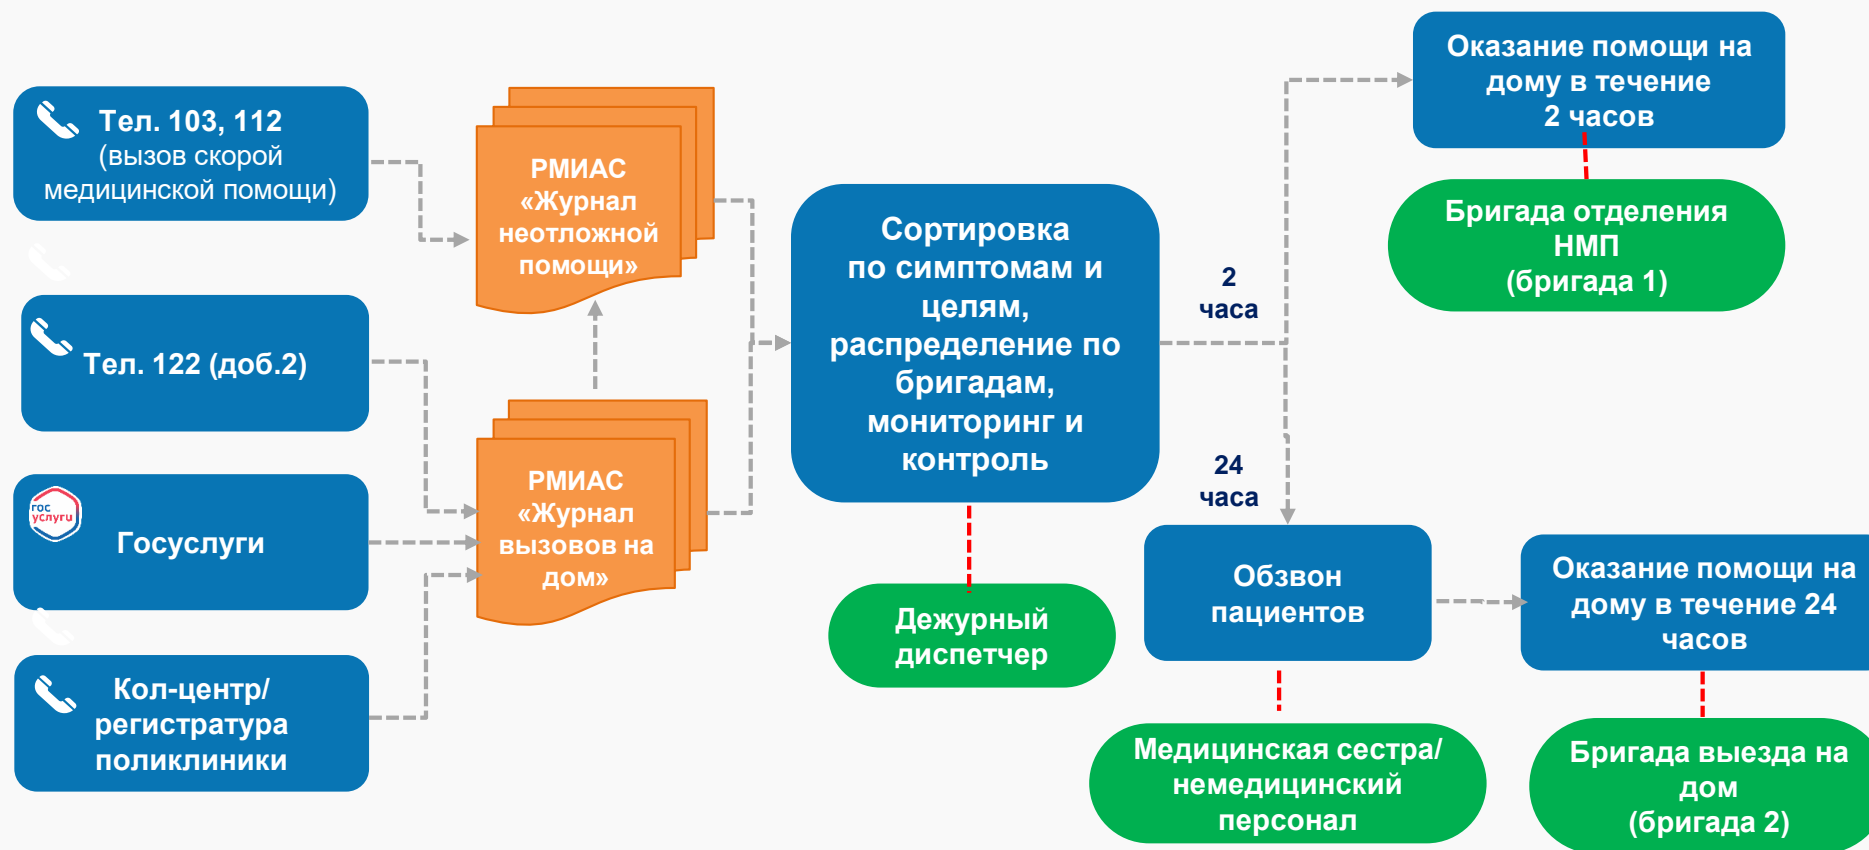 Тел. 103, 112
(вызов скорой
медицинской помощи)
Тел. 122 (доб.2)
гос
услуги
Госуслуги
Кол-центр/
регистратура
поликлиники
РМИАС
«Журнал
неотложной
помощи»
РМИАС
«Журнал
вызовов на
дом»
Сортировка
по симптомам и
целям,
распределение по
бригадам,
мониторинг и
контроль
Дежурный
диспетчер
2
часа
24
часа
Оказание помощи на
дому в течение
2 часов
Бригада отделения
НМП
(бригада 1)
Обзвон
пациентов
Медицинская сестра/
немедицинский
персонал
Оказание помощи на
дому в течение 24
часов
Бригада выезда на
дом
(бригада 2)